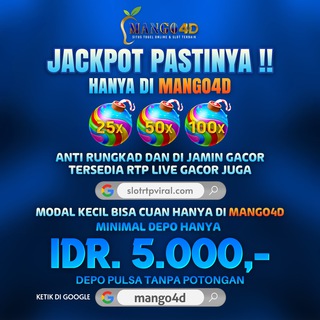 MANGO4D
SITUS TOGEL ONLINE & SLOT TERBAIK
JACKPOT PASTINYA !!
HANYA DI MANGO4D
25x 50x 100x
ANTI RUNGKAD DAN DI JAMIN GACOR
TERSEDIA RTP LIVE GACOR JUGA
slotrtpviral.com
MODAL KECIL BISA CUAN HANYA DI MANGO4D
MINIMAL DEPO HANYA
IDR. 5.000,-
DEPO PULSA TANPA POTONGAN
KETIK DI GOOGLE G mango4d